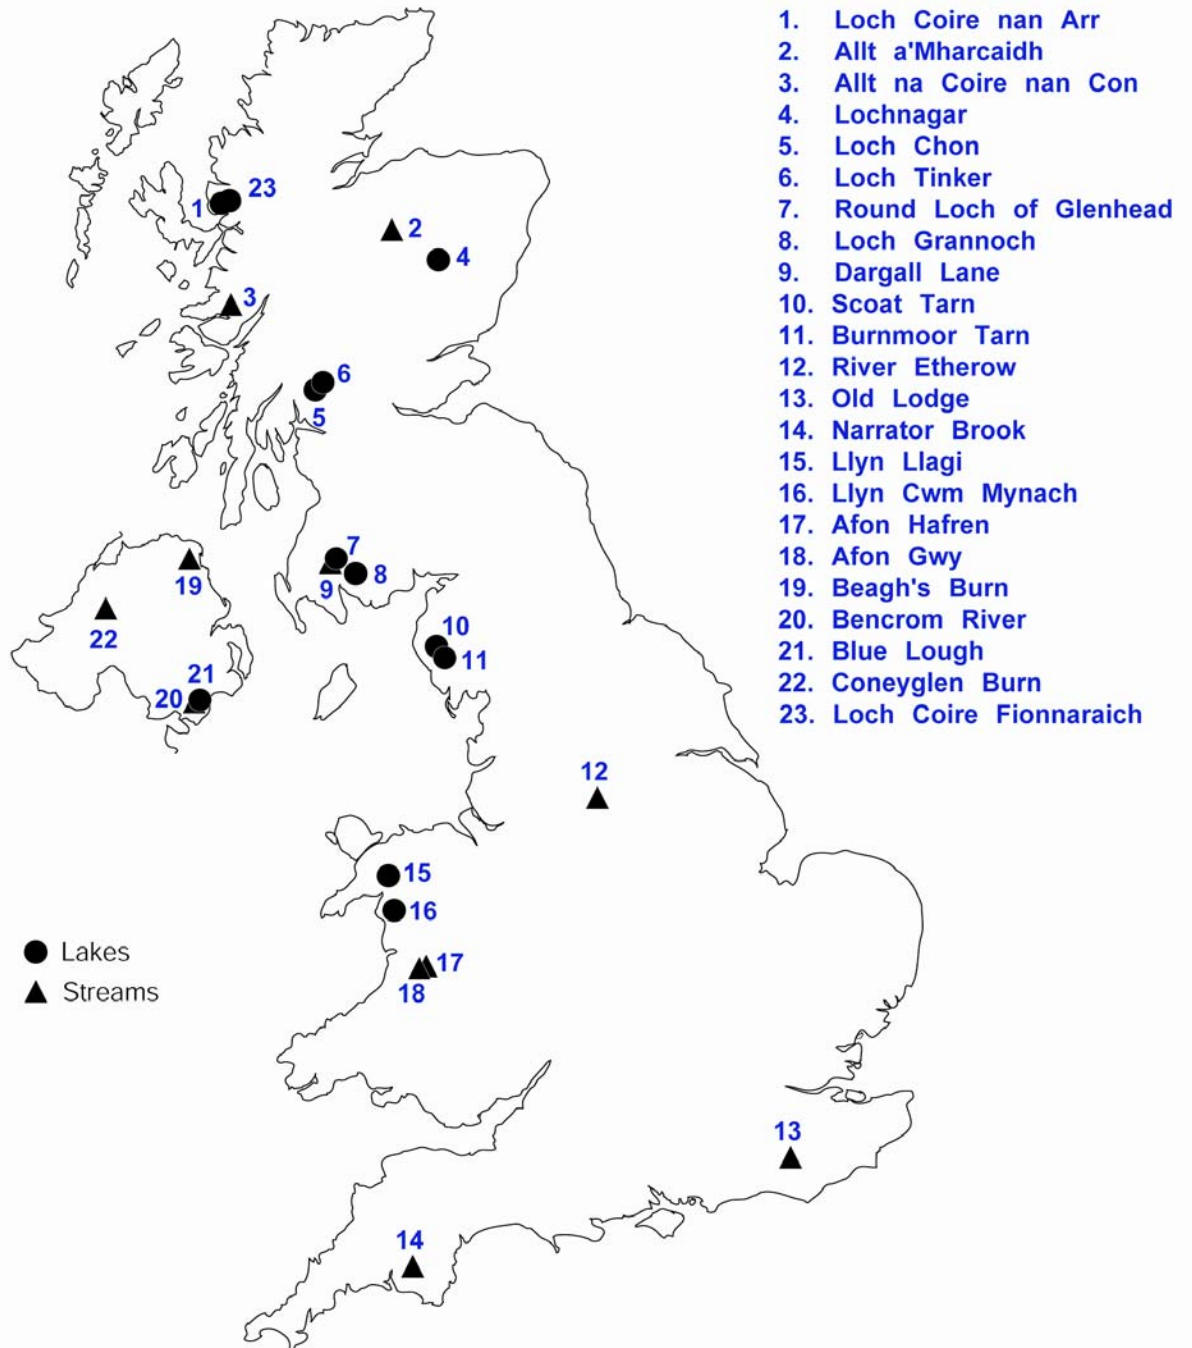 1. Loch Coire nan Arr
2. Allt a'Mharcaidh
3. Allt na Coire nan Con
4. Lochnagar
5. Loch Chon
6. Loch Tinker
7. Round Loch of Glenhead
8. Loch Grannoch
9. Dargall Lane
10. Scoat Tarn
11. Burnmoor Tarn
12. River Etherow
13. Old Lodge
14. Narrator Brook
15. Llyn Llagi
16. Llyn Cwm Mynach
17. Afon Hafren
18. Afon Gwy
19. Beagh's Burn
20. Bencrom River
21. Blue Lough
22. Coneyglen Burn
23. Loch Coire Fionnaraich
23
1
2
4
3
6
5
7
19
9
8
22
10
11
21
20
12
15
16
17
18
13
14
Lakes
Streams